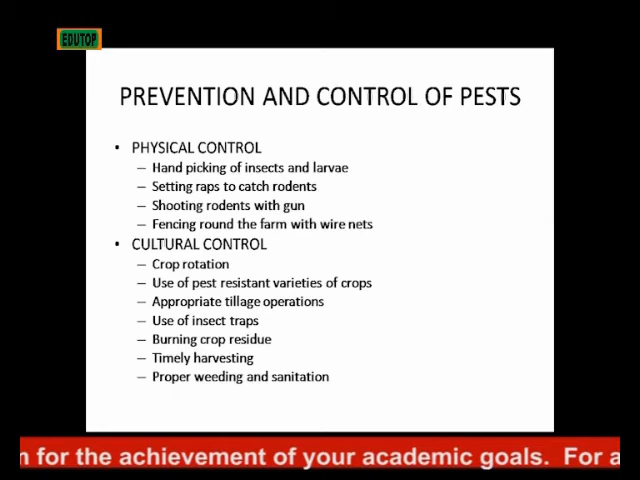 EDUTOP
PREVENTION AND CONTROL OF PESTS
• PHYSICAL CONTROL
– Hand picking of insects and larvae
– Setting raps to catch rodents
– Shooting rodents with gun
– Fencing round the farm with wire nets
• CULTURAL CONTROL
– Crop rotation
– Use of pest resistant varieties of crops
– Appropriate tillage operations
– Use of insect traps
– Burning crop residue
– Timely harvesting
– Proper weeding and sanitation
for the achievement of your academic goals. For